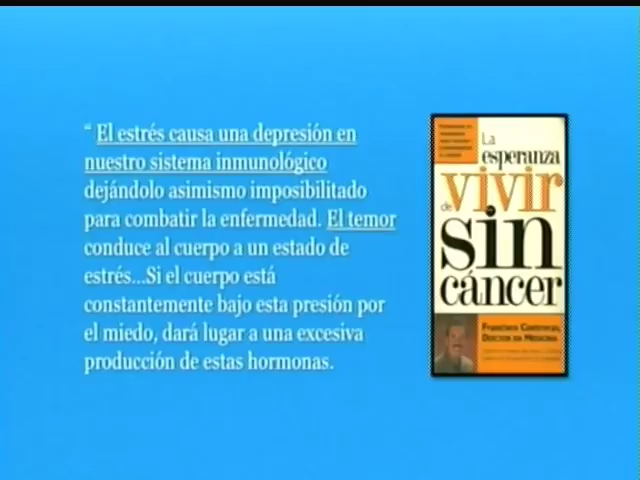 “ El estrés causa una depresión en
nuestro sistema inmunológico
dejándolo asimismo imposibilitado
para combatir la enfermedad. El temor
conduce al cuerpo a un estado de
estrés...Si el cuerpo está
constantemente bajo esta presión por
el miedo, dará lugar a una excesiva
producción de estas hormonas.
La
esperanza
de vivir
sin
cáncer
Francisco Contreras,
Doctor en Medicina